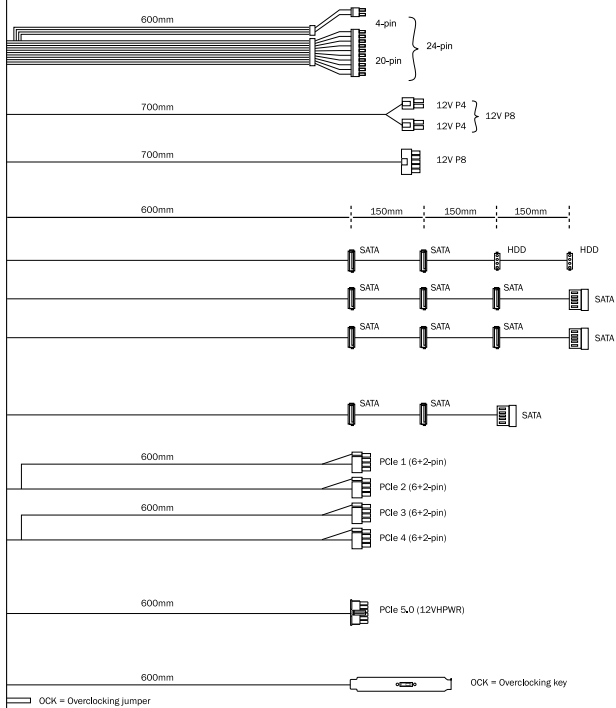 600mm
4-pin
24-pin
20-pin
700mm
12V P4
12V P8
12V P4
700mm
12V P8
600mm 150mm 150mm 150mm
SATA SATA HDD HDD
SATA SATA SATA SATA
SATA SATA SATA SATA
SATA SATA SATA
600mm
PCIe 1 (6+2-pin)
PCIe 2 (6+2-pin)
600mm
PCIe 3 (6+2-pin)
PCIe 4 (6+2-pin)
600mm
PCIe 5.0 (12VHPWR)
600mm
OCK = Overclocking key
OCK = Overclocking jumper